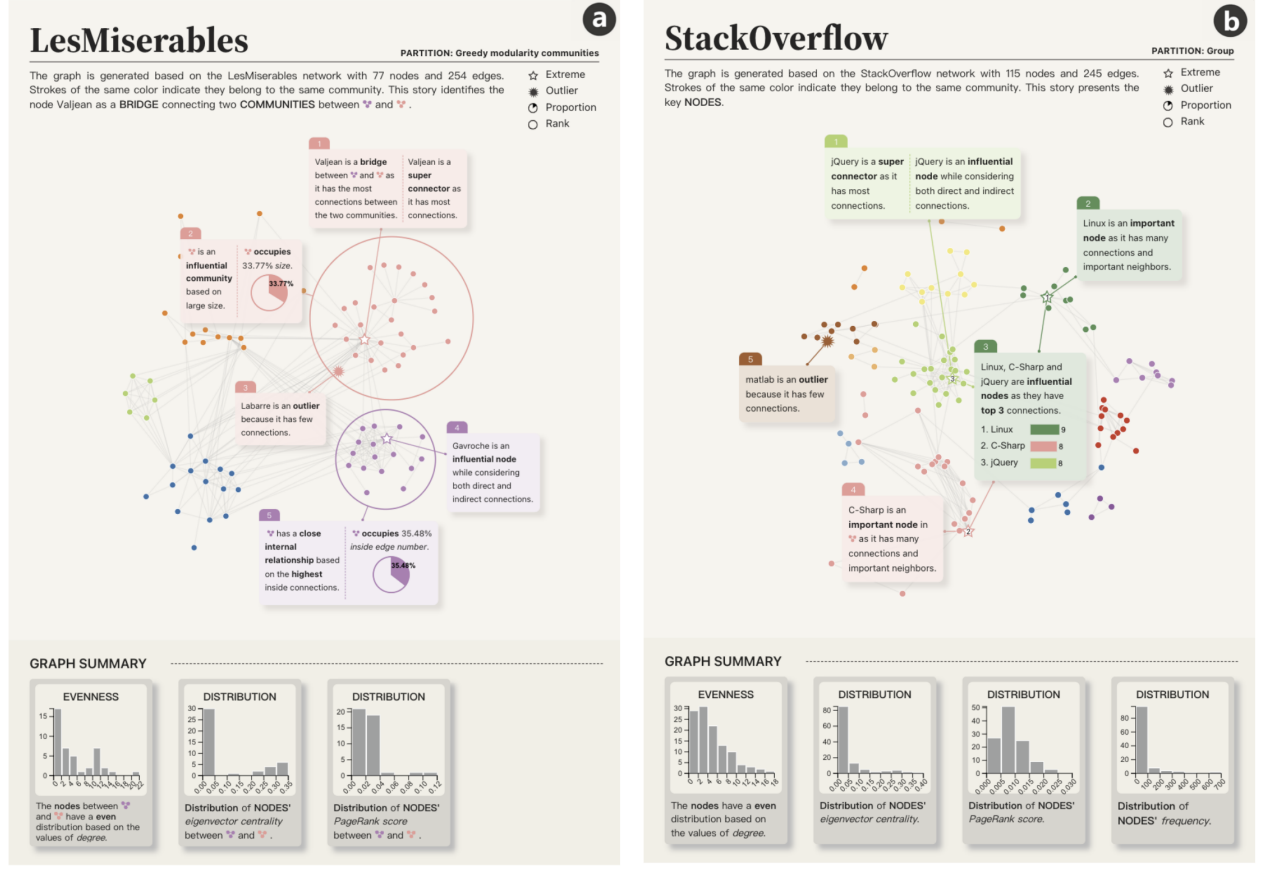 a
LesMiserables
PARTITION: Greedy modularity communities
The graph is generated based on the LesMiserables network with 77 nodes and 254 edges.
Strokes of the same color indicate they belong to the same community. This story identifies the
node Valjean as a BRIDGE connecting two COMMUNITIES between and .
Extreme
Outlier
Proportion
Rank
1
Valjean is a bridge
between and as
it has the most
connections between
the two communities.
Valjean is a
super
connector as
it has most
connections.
2
is an
influential
community
based on
large size.
occupies
33.77% size.
33.77%
3
Labarre is an outlier
because it has few
connections.
4
Gavroche is an
influential node
while considering
both direct and
indirect connections.
5
has a close
internal
relationship based
on the highest
inside connections.
occupies 35.48%
inside edge number.
35.48%
GRAPH SUMMARY
EVENNESS
15
10
5
0
0 2 4 6 8 10 12 14 16 18 20 22
The nodes between
and have a even
distribution based on the
values of degree.
DISTRIBUTION
30
25
20
15
10
5
0
0.00 0.05 0.10 0.15 0.20 0.25 0.30 0.35
Distribution of NODES'
eigenvector centrality
between and .
DISTRIBUTION
20
15
10
5
0
0.00 0.02 0.04 0.06 0.08 0.10 0.12
Distribution of NODES'
PageRank score
between and .
b
StackOverflow
PARTITION: Group
The graph is generated based on the StackOverflow network with 115 nodes and 245 edges.
Strokes of the same color indicate they belong to the same community. This story presents the
key NODES.
Extreme
Outlier
Proportion
Rank
1
jQuery is a super
connector as it
has most
connections.
jQuery is an influential
node while considering
both direct and indirect
connections.
2
Linux is an important
node as it has many
connections and
important neighbors.
3
Linux, C-Sharp and
jQuery are influential
nodes as they have
top 3 connections.
1. Linux 9
2. C-Sharp 8
3. jQuery 8
5
matlab is an outlier
because it has few
connections.
4
C-Sharp is an
important node in
as it has many
connections and
important neighbors.
GRAPH SUMMARY
EVENNESS
30
25
20
15
10
5
0
0 2 4 6 8 10 12 14 16 18
The nodes have a even
distribution based on
the values of degree.
DISTRIBUTION
80
60
40
20
0
0.00 0.05 0.10 0.15 0.20 0.25 0.30 0.35 0.40
Distribution of NODES'
eigenvector centrality.
DISTRIBUTION
50
40
30
20
10
0
0.00 0.005 0.010 0.015 0.020 0.025 0.030
Distribution of NODES'
PageRank score.
DISTRIBUTION
80
60
40
20
0
0 100 200 300 400 500 600 700
Distribution of
NODES' frequency.